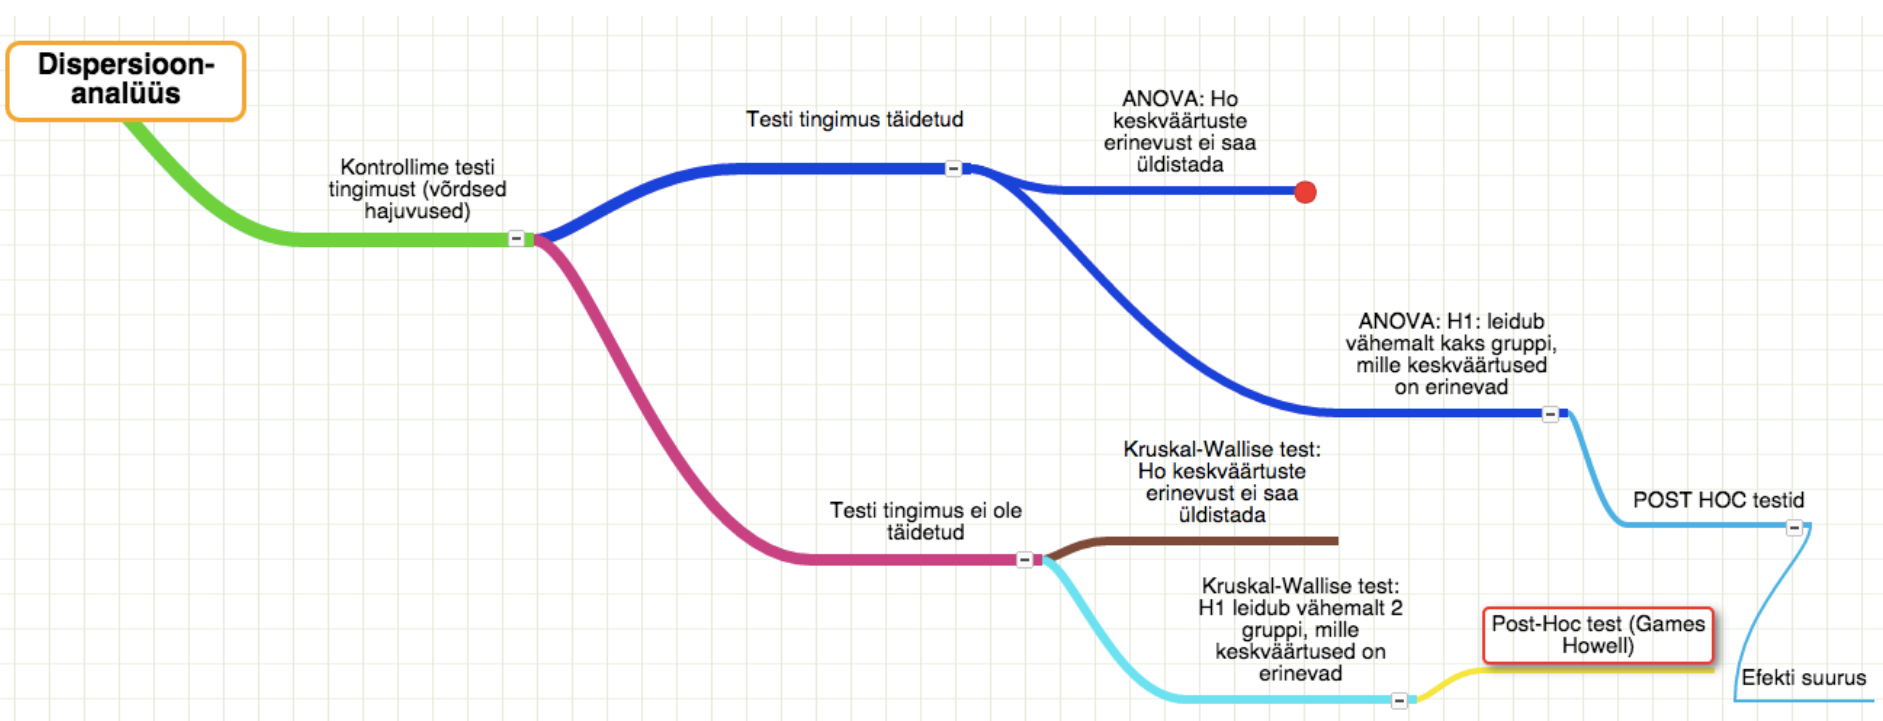 Dispersioon-
analüüs
Kontrollime testi
tingimust (võrdsed
hajuvused)
Testi tingimus täidetud
ANOVA: Ho
keskväärtuste
erinevust ei saa
üldistada
ANOVA: H1: leidub
vähemalt kaks gruppi,
mille keskväärtused
on erinevad
POST HOC testid
Efekti suurus
Testi tingimus ei ole
täidetud
Kruskal-Wallise test:
Ho keskväärtuste
erinevust ei saa
üldistada
Kruskal-Wallise test:
H1 leidub vähemalt 2
gruppi, mille
keskväärtused on
erinevad
Post-Hoc test (Games
Howell)